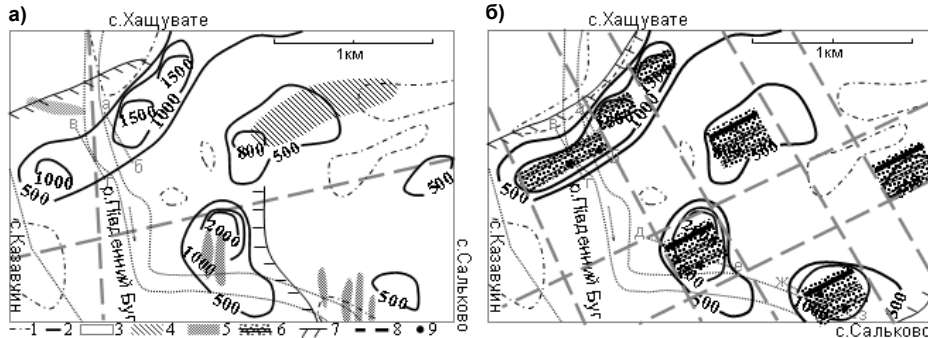 а)
с.Хащувате
1км
1500
1500
1000
а
в
б
1000
500
800
500
500
р.Південний Буг
с.Казавчин
2000
1000
500
500
с.Сальково
1 2 3 4 5 6 7 8 9
б)
с.Хащувате
1км
1000
500
500
р.Південний Буг
с.Казавчин
д
е
ж
з
500
1000
500
с.Сальково